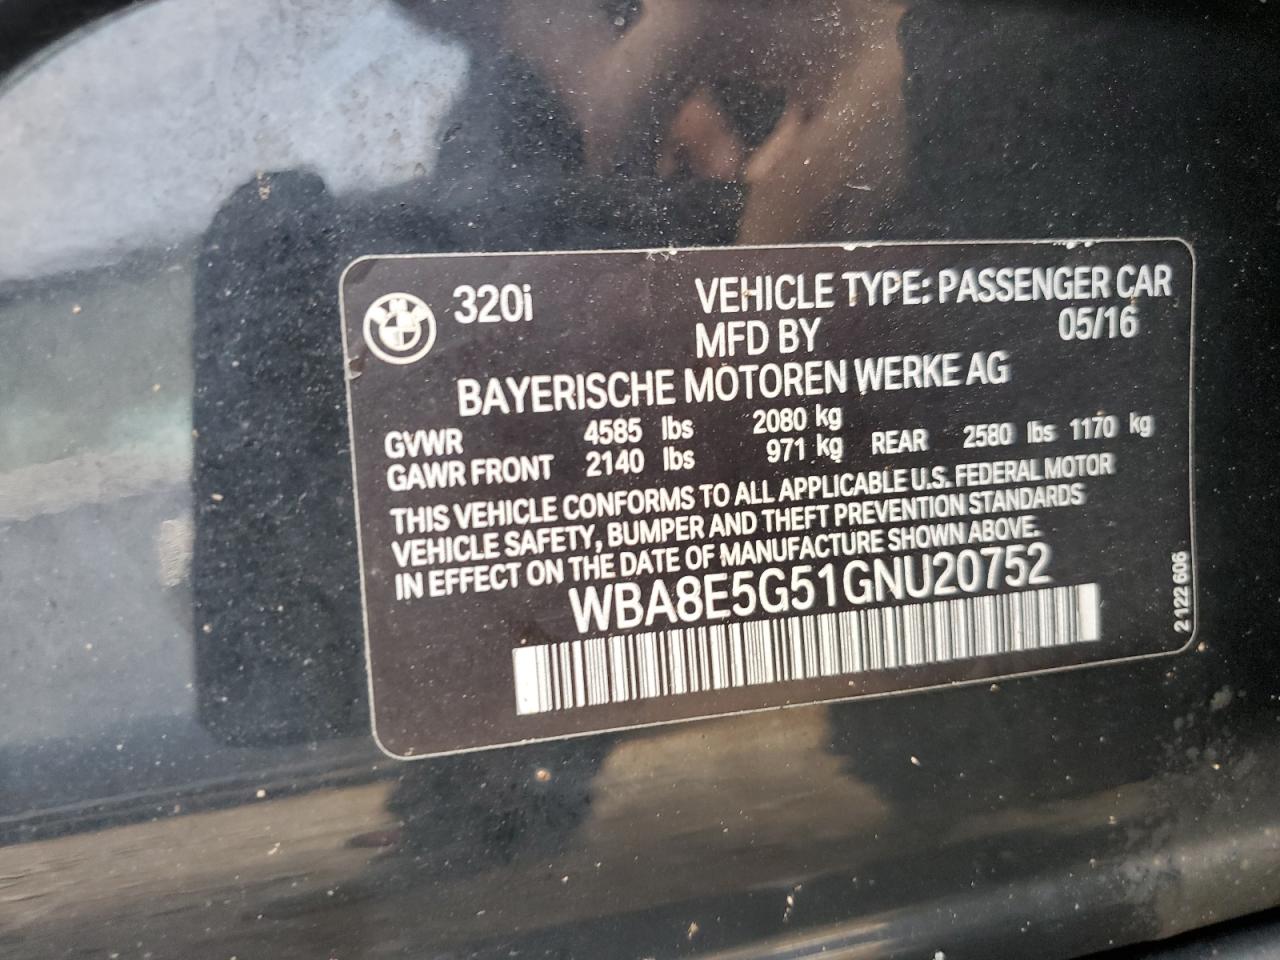 320i VEHICLE TYPE: PASSENGER CAR
MFD BY 05/16
BAYERISCHE MOTOREN WERKE AG
GVWR 4585 lbs 2080 kg
GAWR FRONT 2140 lbs 971 kg REAR 2580 lbs 1170 kg
THIS VEHICLE CONFORMS TO ALL APPLICABLE U.S. FEDERAL MOTOR
VEHICLE SAFETY, BUMPER AND THEFT PREVENTION STANDARDS
IN EFFECT ON THE DATE OF MANUFACTURE SHOWN ABOVE.
WBA8E5G51GNU20752
2 122 606